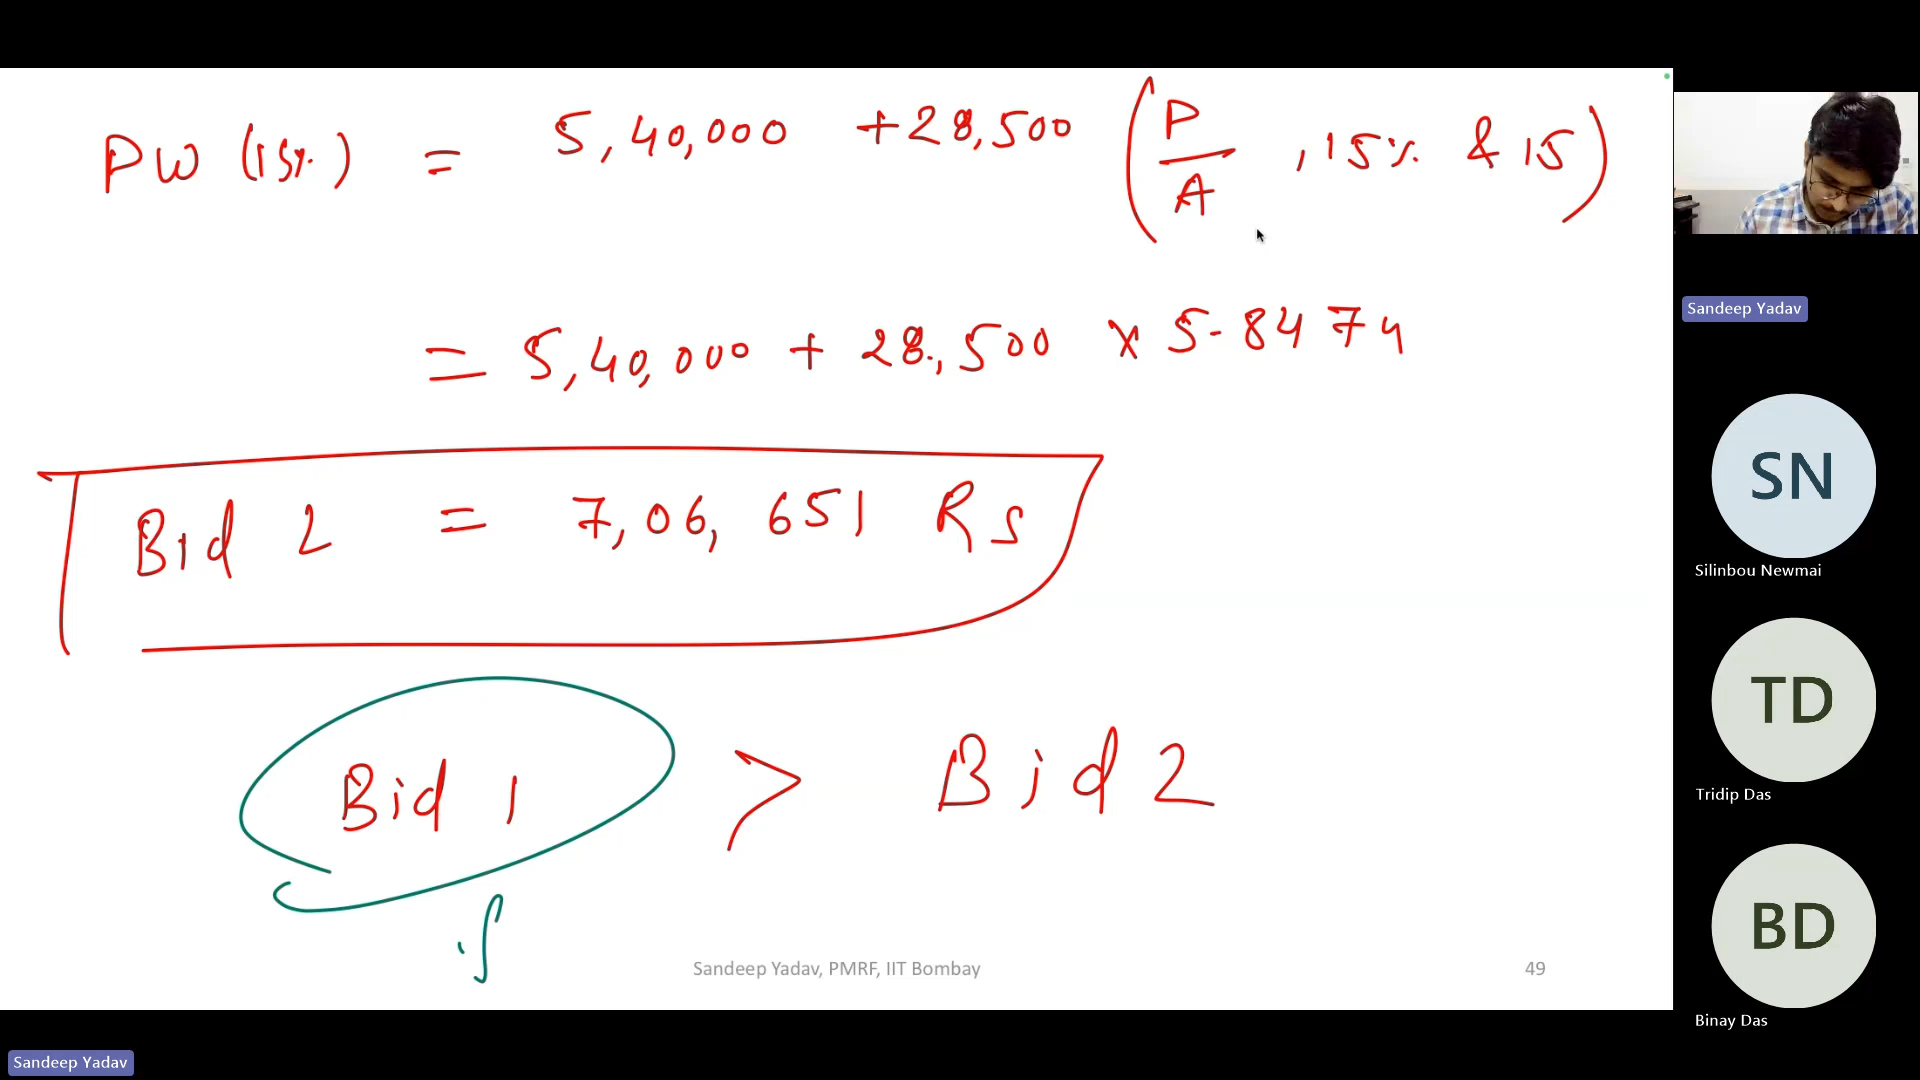 PW (15%) = 5,40,000 + 28,500 (P/A , 15% & 15)
= 5,40,000 + 28,500 x 5.8474
Bid 2 = 7,06,651 Rs
Bid 1 > Bid 2
Sandeep Yadav, PMRF, IIT Bombay
49
Sandeep Yadav
SN
Silinbou Newmai
TD
Tridip Das
BD
Binay Das
Sandeep Yadav